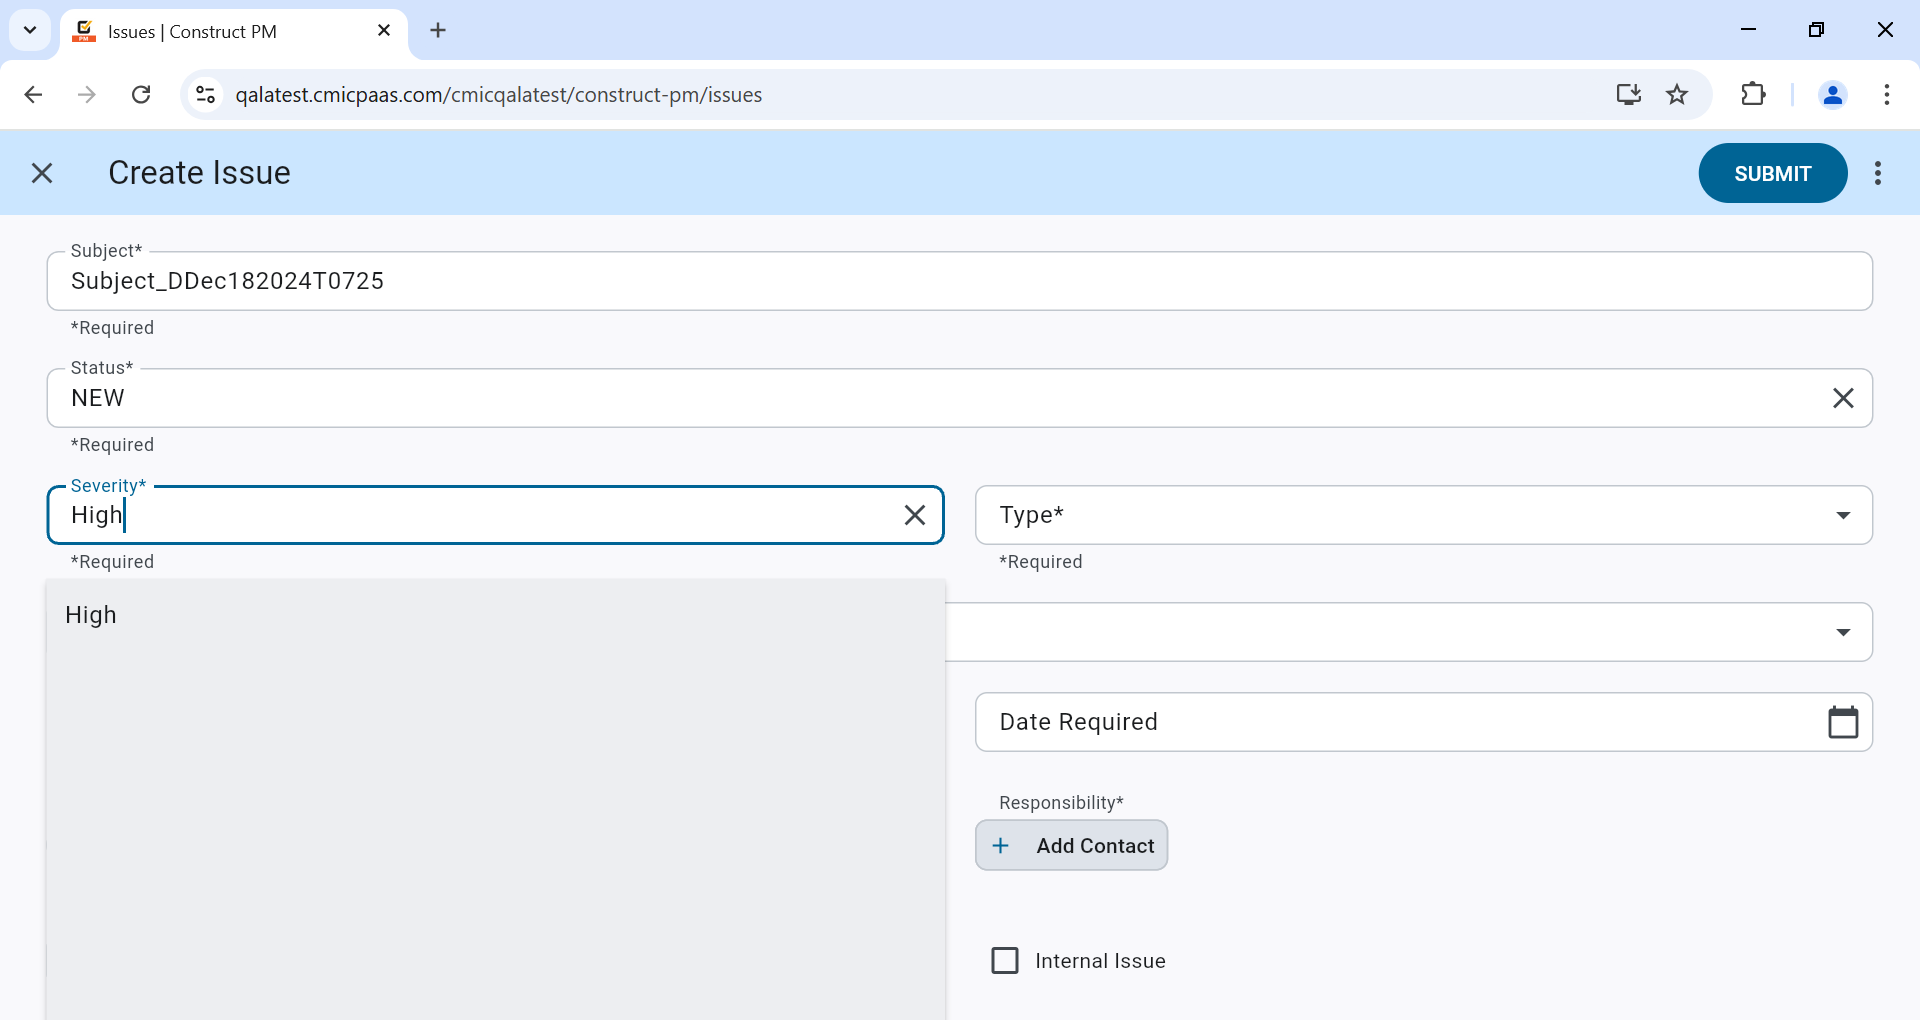 Issues | Construct PM
qalatest.cmicpaas.com/cmicqalatest/construct-pm/issues
Create Issue
SUBMIT
Subject*
Subject_DDec182024T0725
*Required
Status*
NEW
*Required
Severity*
High
*Required
Type*
*Required
High
Date Required
Responsibility*
+ Add Contact
Internal Issue